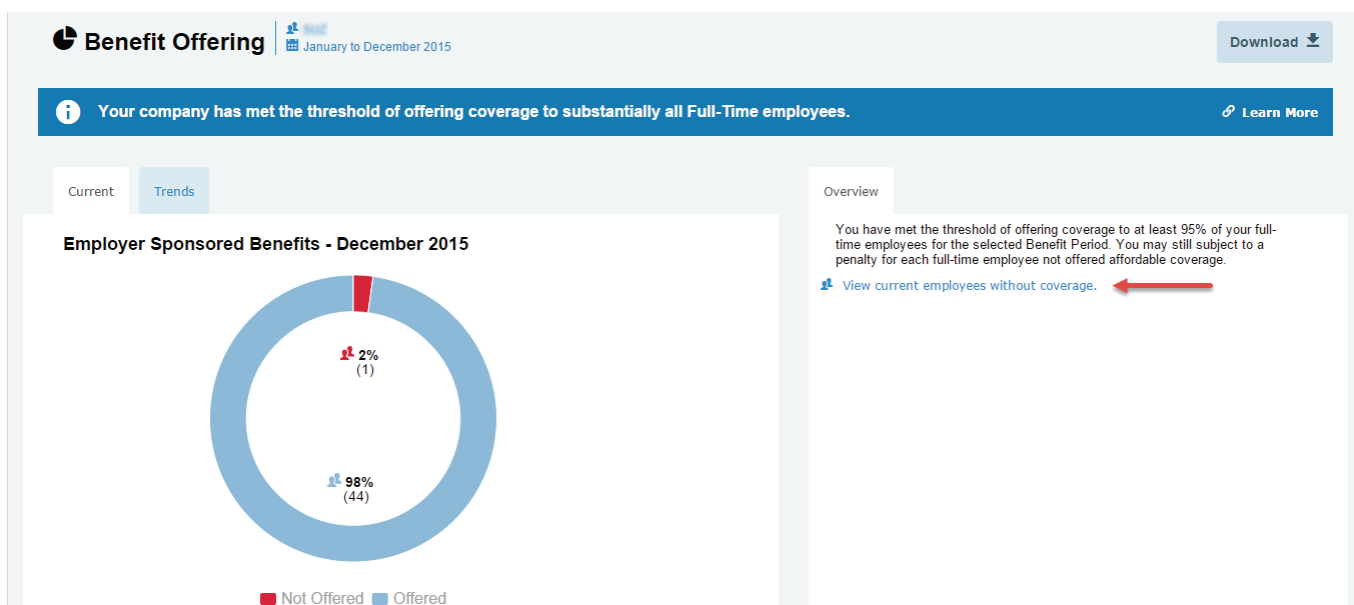 Benefit Offering
January to December 2015
Download
Your company has met the threshold of offering coverage to substantially all Full-Time employees.
Learn More
Current
Trends
Employer Sponsored Benefits - December 2015
2%
(1)
98%
(44)
Not Offered
Offered
Overview
You have met the threshold of offering coverage to at least 95% of your full-
time employees for the selected Benefit Period. You may still subject to a
penalty for each full-time employee not offered affordable coverage.
View current employees without coverage.